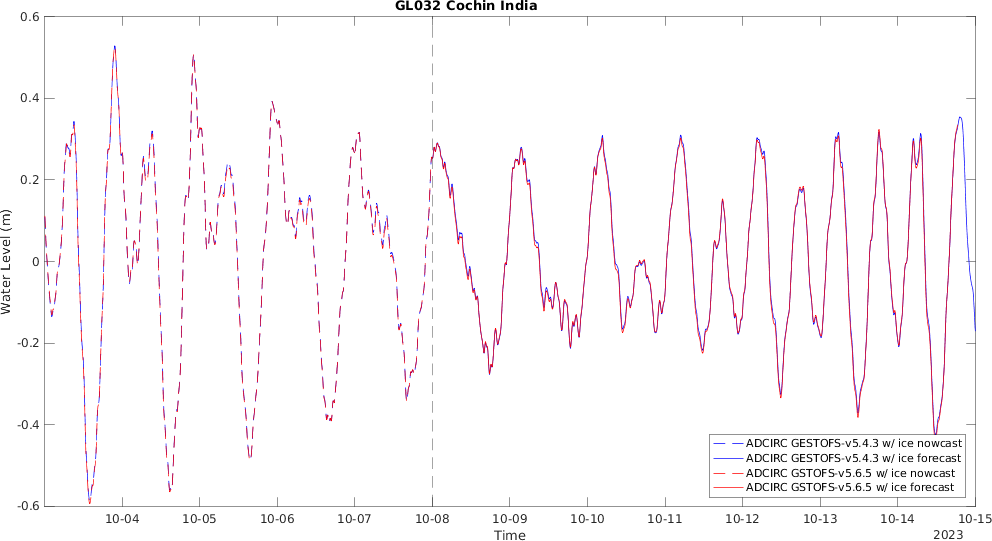 GL032 Cochin India
0.6
0.4
0.2
0
-0.2
-0.4
-0.6
Water Level (m)
ADCIRC GESTOFS-v5.4.3 w/ ice nowcast
ADCIRC GESTOFS-v5.4.3 w/ ice forecast
ADCIRC GSTOFS-v5.6.5 w/ ice nowcast
ADCIRC GSTOFS-v5.6.5 w/ ice forecast
10-04 10-05 10-06 10-07 10-08 10-09 10-10 10-11 10-12 10-13 10-14 10-15
Time
2023